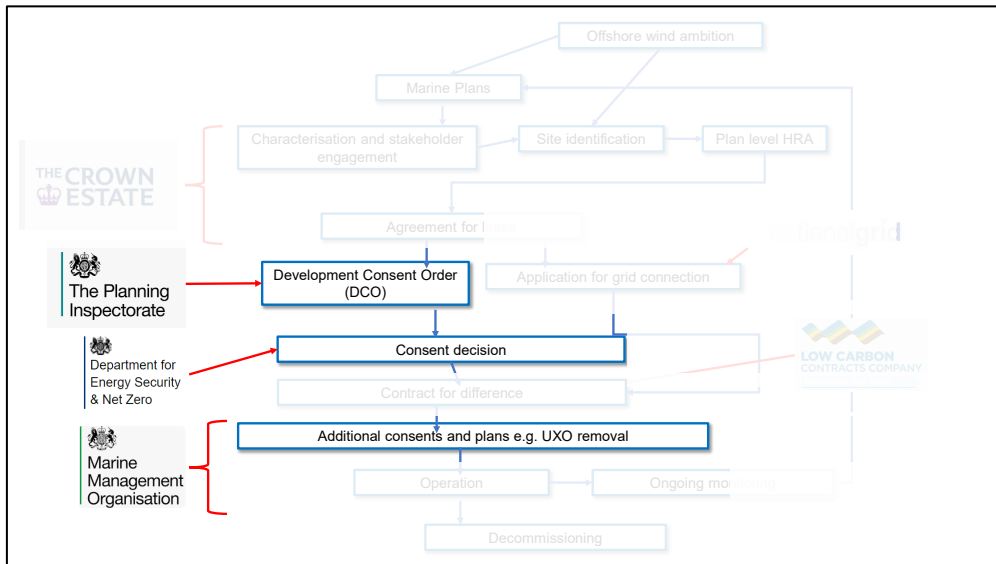 Offshore wind ambition
Marine Plans
Characterisation and stakeholder
engagement
Site identification
Plan level HRA
THE CROWN
ESTATE
Agreement for
The Planning
Inspectorate
Development Consent Order
(DCO)
Application for grid connection
Department for
Energy Security
& Net Zero
Consent decision
LOW CARBON
CONTRACTS COMPANY
Contract for difference
Marine
Management
Organisation
Additional consents and plans e.g. UXO removal
Operation
Ongoing monitoring
Decommissioning